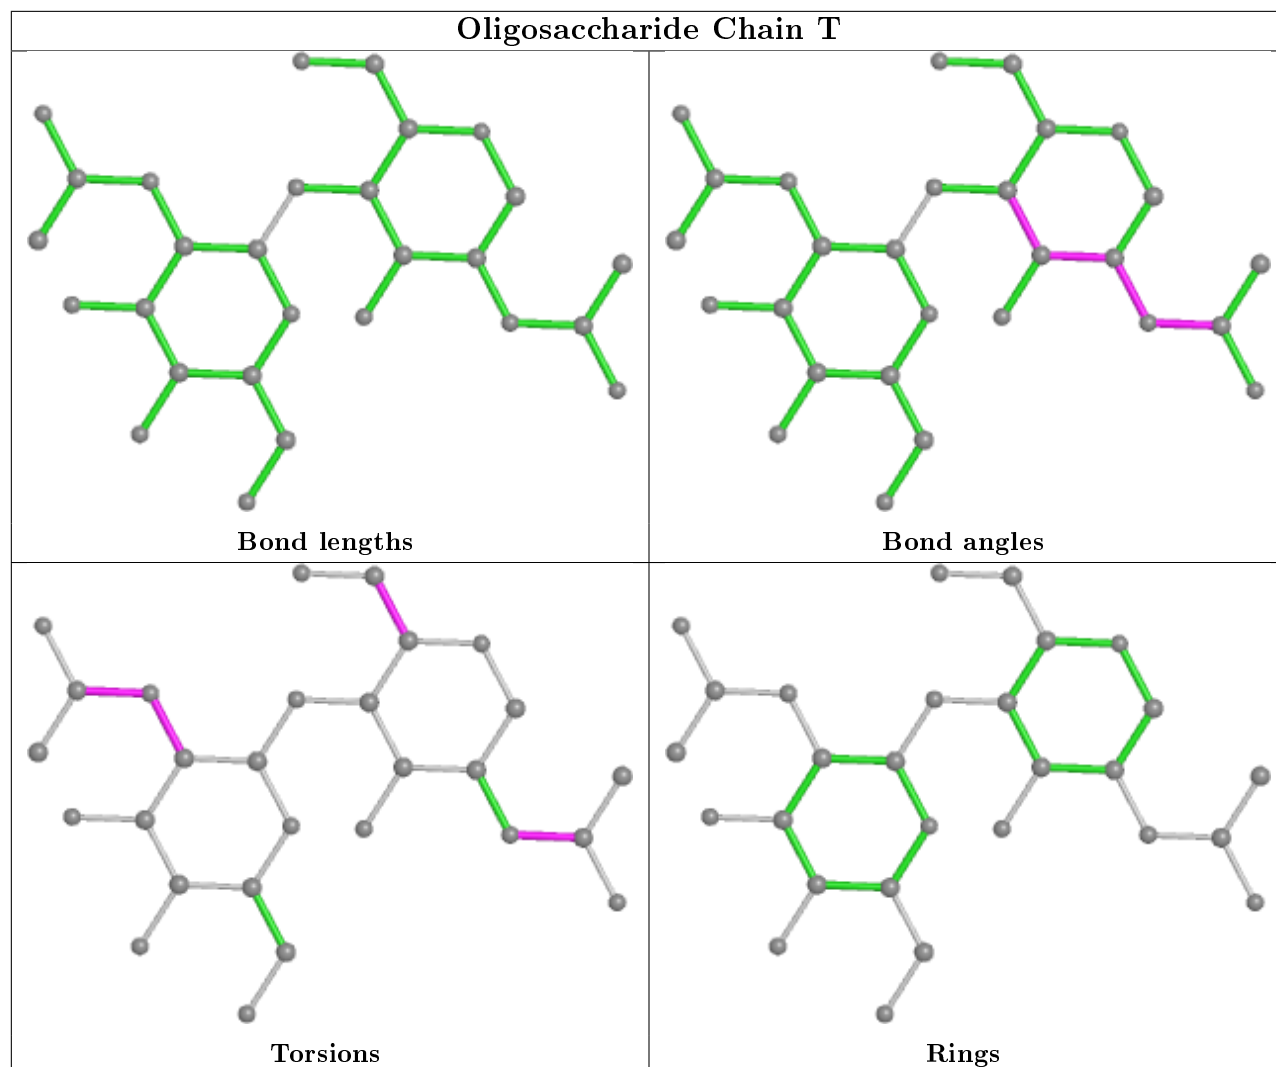 Oligosaccharide Chain T
Bond lengths
Bond angles
Torsions
Rings